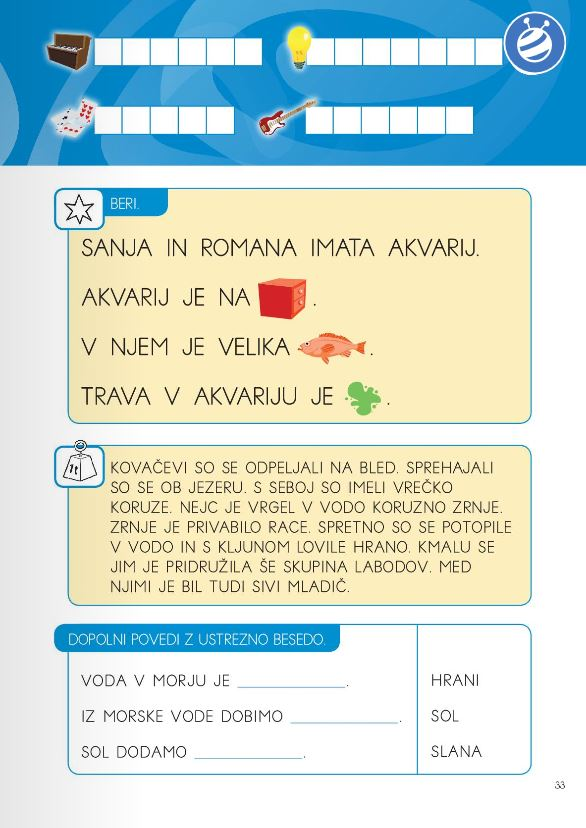 BERI.
SANJA IN ROMANA IMATA AKVARIJ.
AKVARIJ JE NA .
V NJEM JE VELIKA .
TRAVA V AKVARIJU JE .
KOVAČEVI SO SE ODPELJALI NA BLED. SPREHAJALI
SO SE OB JEZERU. S SEBOJ SO IMELI VREČKO
KORUZE. NEJC JE VRGEL V VODO KORUZNO ZRNJE.
ZRNJE JE PRIVABILO RACE. SPRETNO SO SE POTOPILE
V VODO IN S KLJUNOM LOVILE HRANO. KMALU SE
JIM JE PRIDRUŽILA ŠE SKUPINA LABODOV. MED
NJIMI JE BIL TUDI SIVI MLADIČ.
DOPOLNI POVEDI Z USTREZNO BESEDO.
VODA V MORJU JE ____________. HRANI
IZ MORSKE VODE DOBIMO ____________. SOL
SOL DODAMO ____________. SLANA
33